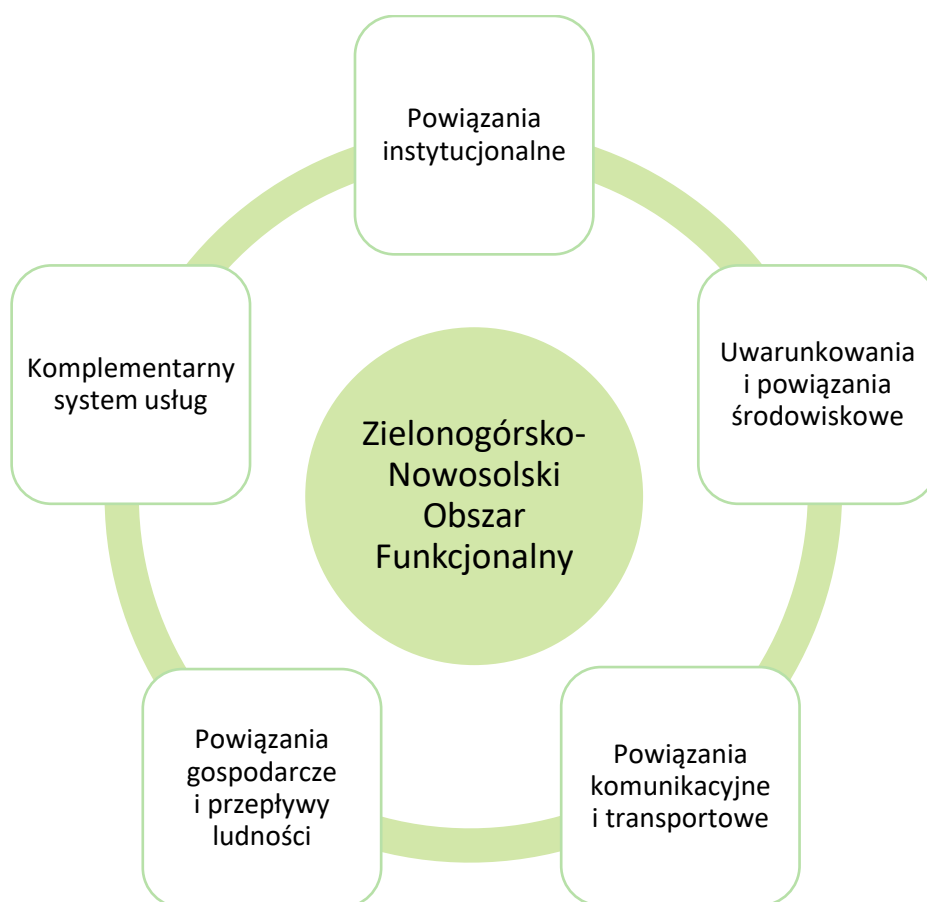 Powiązania
instytucjonalne
Uwarunkowania
i powiązania
środowiskowe
Komplementarny
system usług
Zielonogórsko-
Nowosolski
Obszar
Funkcjonalny
Powiązania
gospodarcze
i przepływy
ludności
Powiązania
komunikacyjne
i transportowe